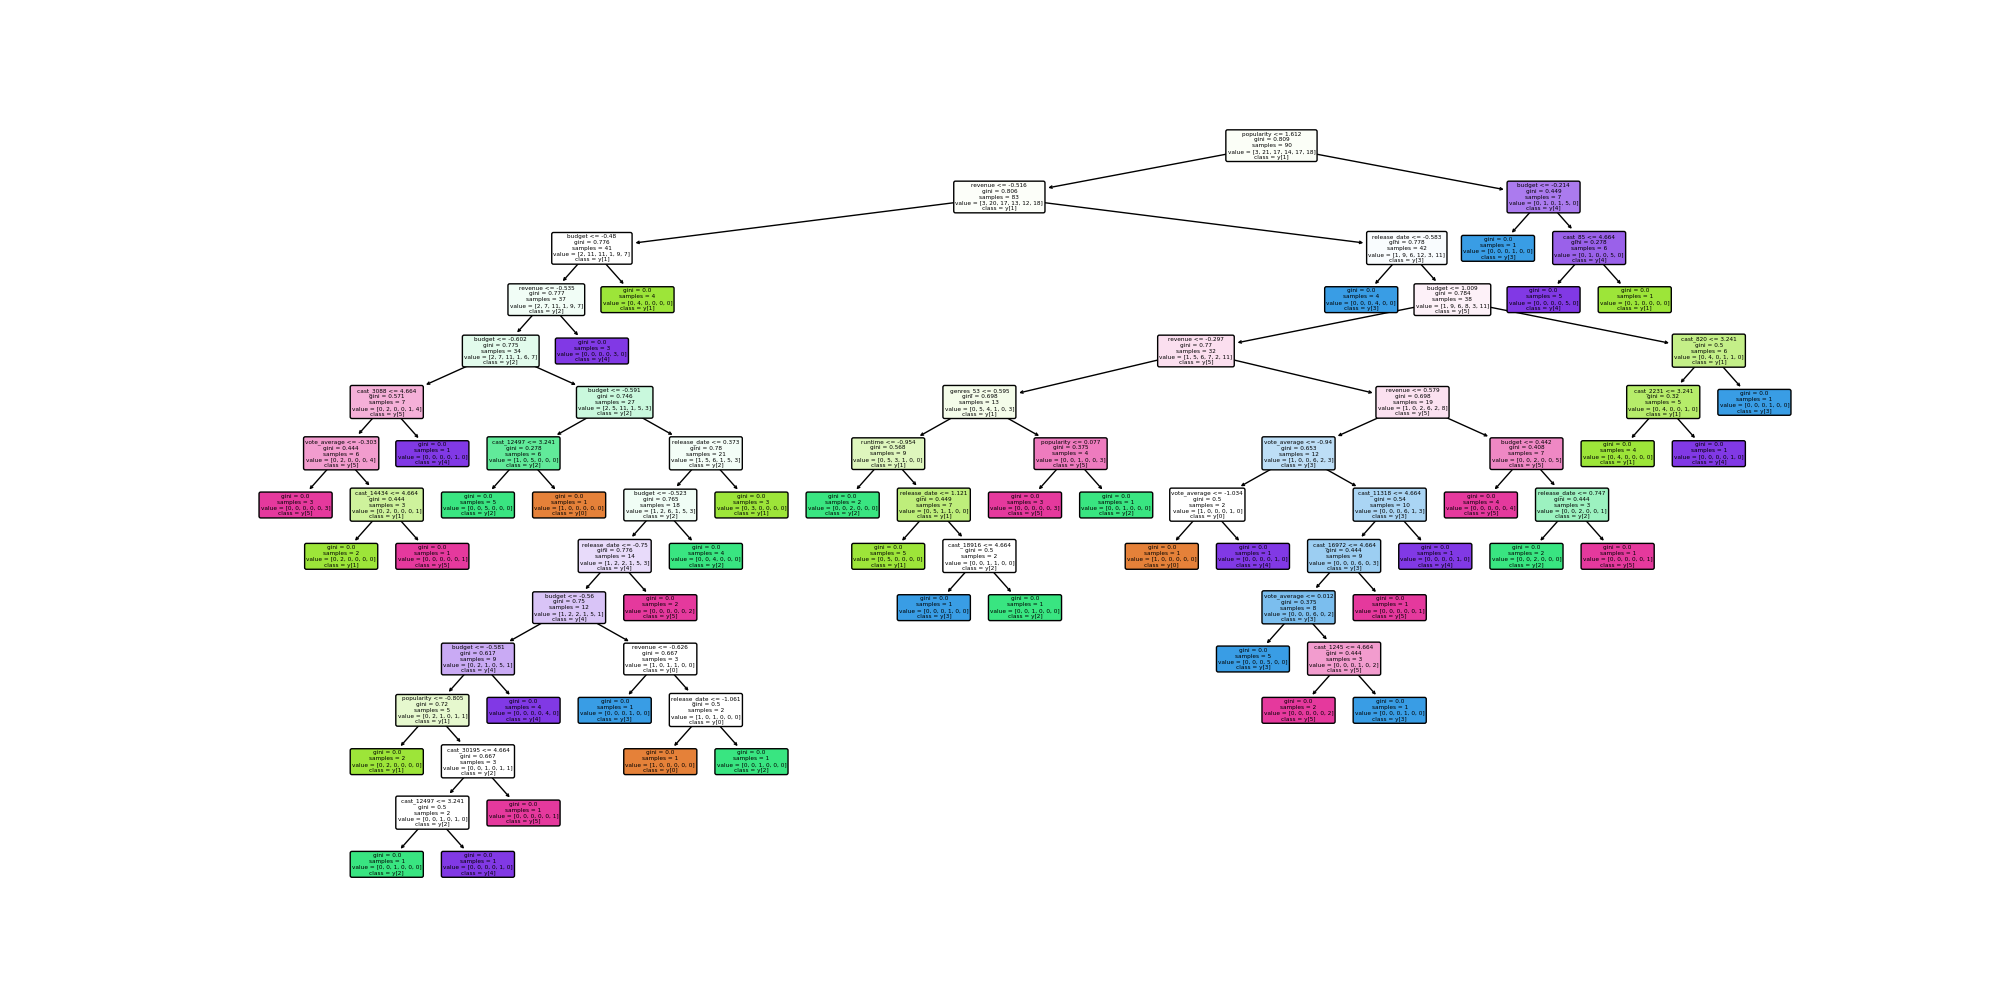 popularity <= 1.612
gini = 0.809
samples = 90
value = [3, 21, 17, 14, 17, 18]
class = y[1]
revenue <= -0.516
gini = 0.806
samples = 83
value = [3, 20, 17, 13, 12, 18]
class = y[1]
budget <= -0.214
gini = 0.449
samples = 7
value = [0, 1, 0, 1, 5, 0]
class = y[4]
budget <= -0.48
gini = 0.776
samples = 41
value = [2, 11, 11, 1, 9, 7]
class = y[1]
release_date <= -0.583
gini = 0.778
samples = 42
value = [1, 9, 6, 12, 3, 11]
class = y[3]
gini = 0.0
samples = 1
value = [0, 0, 0, 1, 0, 0]
class = y[3]
cast_85 <= 4.664
gini = 0.278
samples = 6
value = [0, 1, 0, 0, 5, 0]
class = y[4]
revenue <= -0.535
gini = 0.777
samples = 37
value = [2, 7, 11, 1, 9, 7]
class = y[2]
gini = 0.0
samples = 4
value = [0, 4, 0, 0, 0, 0]
class = y[1]
gini = 0.0
samples = 4
value = [0, 0, 0, 4, 0, 0]
class = y[3]
budget <= 1.009
gini = 0.784
samples = 38
value = [1, 9, 6, 8, 3, 11]
class = y[5]
gini = 0.0
samples = 5
value = [0, 0, 0, 0, 5, 0]
class = y[4]
gini = 0.0
samples = 1
value = [0, 1, 0, 0, 0, 0]
class = y[1]
budget <= -0.602
gini = 0.775
samples = 34
value = [2, 7, 11, 1, 6, 7]
class = y[2]
gini = 0.0
samples = 3
value = [0, 0, 0, 0, 3, 0]
class = y[4]
revenue <= -0.297
gini = 0.77
samples = 32
value = [1, 5, 6, 7, 2, 11]
class = y[5]
cast_820 <= 3.241
gini = 0.5
samples = 6
value = [0, 4, 0, 1, 1, 0]
class = y[1]
cast_3088 <= 4.664
gini = 0.571
samples = 7
value = [0, 2, 0, 0, 1, 4]
class = y[5]
budget <= -0.591
gini = 0.746
samples = 27
value = [2, 5, 11, 1, 5, 3]
class = y[2]
genres_53 <= 0.595
gini = 0.698
samples = 13
value = [0, 5, 4, 1, 0, 3]
class = y[1]
revenue <= 0.579
gini = 0.698
samples = 19
value = [1, 0, 2, 6, 2, 8]
class = y[5]
cast_2231 <= 3.241
gini = 0.32
samples = 5
value = [0, 4, 0, 0, 1, 0]
class = y[1]
gini = 0.0
samples = 1
value = [0, 0, 0, 1, 0, 0]
class = y[3]
vote_average <= -0.303
gini = 0.444
samples = 6
value = [0, 2, 0, 0, 0, 4]
class = y[5]
gini = 0.0
samples = 1
value = [0, 0, 0, 0, 1, 0]
class = y[4]
cast_12497 <= 3.241
gini = 0.278
samples = 6
value = [1, 0, 5, 0, 0, 0]
class = y[2]
release_date <= 0.373
gini = 0.78
samples = 21
value = [1, 5, 6, 1, 5, 3]
class = y[2]
runtime <= -0.954
gini = 0.568
samples = 9
value = [0, 5, 3, 1, 0, 0]
class = y[1]
popularity <= 0.077
gini = 0.375
samples = 4
value = [0, 0, 1, 0, 0, 3]
class = y[5]
vote_average <= -0.94
gini = 0.653
samples = 12
value = [1, 0, 0, 6, 2, 3]
class = y[3]
budget <= 0.442
gini = 0.408
samples = 7
value = [0, 0, 2, 0, 0, 5]
class = y[5]
gini = 0.0
samples = 4
value = [0, 4, 0, 0, 0, 0]
class = y[1]
gini = 0.0
samples = 1
value = [0, 0, 0, 0, 1, 0]
class = y[4]
gini = 0.0
samples = 3
value = [0, 0, 0, 0, 0, 3]
class = y[5]
cast_14434 <= 4.664
gini = 0.444
samples = 3
value = [0, 2, 0, 0, 0, 1]
class = y[1]
gini = 0.0
samples = 5
value = [0, 0, 5, 0, 0, 0]
class = y[2]
gini = 0.0
samples = 1
value = [1, 0, 0, 0, 0, 0]
class = y[0]
budget <= -0.523
gini = 0.765
samples = 18
value = [1, 2, 6, 1, 5, 3]
class = y[2]
gini = 0.0
samples = 3
value = [0, 3, 0, 0, 0, 0]
class = y[1]
gini = 0.0
samples = 2
value = [0, 0, 2, 0, 0, 0]
class = y[2]
release_date <= 1.121
gini = 0.449
samples = 7
value = [0, 5, 1, 1, 0, 0]
class = y[1]
gini = 0.0
samples = 3
value = [0, 0, 0, 0, 0, 3]
class = y[5]
gini = 0.0
samples = 1
value = [0, 0, 1, 0, 0, 0]
class = y[2]
vote_average <= -1.034
gini = 0.5
samples = 2
value = [1, 0, 0, 0, 1, 0]
class = y[0]
cast_11318 <= 4.664
gini = 0.54
samples = 10
value = [0, 0, 0, 6, 1, 3]
class = y[3]
gini = 0.0
samples = 4
value = [0, 0, 0, 0, 0, 4]
class = y[5]
release_date <= 0.747
gini = 0.444
samples = 3
value = [0, 0, 2, 0, 0, 1]
class = y[2]
gini = 0.0
samples = 2
value = [0, 2, 0, 0, 0, 0]
class = y[1]
gini = 0.0
samples = 1
value = [0, 0, 0, 0, 0, 1]
class = y[5]
release_date <= -0.75
gini = 0.776
samples = 14
value = [1, 2, 2, 1, 5, 3]
class = y[4]
gini = 0.0
samples = 4
value = [0, 0, 4, 0, 0, 0]
class = y[2]
gini = 0.0
samples = 5
value = [0, 5, 0, 0, 0, 0]
class = y[1]
cast_18916 <= 4.664
gini = 0.5
samples = 2
value = [0, 0, 1, 1, 0, 0]
class = y[2]
gini = 0.0
samples = 1
value = [1, 0, 0, 0, 0, 0]
class = y[0]
gini = 0.0
samples = 1
value = [0, 0, 0, 0, 1, 0]
class = y[4]
cast_16972 <= 4.664
gini = 0.444
samples = 9
value = [0, 0, 0, 6, 0, 3]
class = y[3]
gini = 0.0
samples = 1
value = [0, 0, 0, 0, 1, 0]
class = y[4]
gini = 0.0
samples = 2
value = [0, 0, 2, 0, 0, 0]
class = y[2]
gini = 0.0
samples = 1
value = [0, 0, 0, 0, 0, 1]
class = y[5]
budget <= -0.56
gini = 0.75
samples = 12
value = [1, 2, 2, 1, 5, 1]
class = y[4]
gini = 0.0
samples = 2
value = [0, 0, 0, 0, 0, 2]
class = y[5]
gini = 0.0
samples = 1
value = [0, 0, 0, 1, 0, 0]
class = y[3]
gini = 0.0
samples = 1
value = [0, 0, 1, 0, 0, 0]
class = y[2]
vote_average <= 0.012
gini = 0.375
samples = 8
value = [0, 0, 0, 6, 0, 2]
class = y[3]
gini = 0.0
samples = 1
value = [0, 0, 0, 0, 0, 1]
class = y[5]
budget <= -0.581
gini = 0.617
samples = 9
value = [0, 2, 1, 0, 5, 1]
class = y[4]
revenue <= -0.626
gini = 0.667
samples = 3
value = [1, 0, 1, 1, 0, 0]
class = y[0]
gini = 0.0
samples = 5
value = [0, 0, 0, 5, 0, 0]
class = y[3]
cast_1245 <= 4.664
gini = 0.444
samples = 3
value = [0, 0, 0, 1, 0, 2]
class = y[5]
popularity <= -0.805
gini = 0.72
samples = 5
value = [0, 2, 1, 0, 1, 1]
class = y[1]
gini = 0.0
samples = 4
value = [0, 0, 0, 0, 4, 0]
class = y[4]
gini = 0.0
samples = 1
value = [0, 0, 0, 1, 0, 0]
class = y[3]
release_date <= -1.061
gini = 0.5
samples = 2
value = [1, 0, 1, 0, 0, 0]
class = y[0]
gini = 0.0
samples = 2
value = [0, 0, 0, 0, 0, 2]
class = y[5]
gini = 0.0
samples = 1
value = [0, 0, 0, 1, 0, 0]
class = y[3]
gini = 0.0
samples = 2
value = [0, 2, 0, 0, 0, 0]
class = y[1]
cast_30195 <= 4.664
gini = 0.667
samples = 3
value = [0, 0, 1, 0, 1, 1]
class = y[2]
gini = 0.0
samples = 1
value = [1, 0, 0, 0, 0, 0]
class = y[0]
gini = 0.0
samples = 1
value = [0, 0, 1, 0, 0, 0]
class = y[2]
cast_12497 <= 3.241
gini = 0.5
samples = 2
value = [0, 0, 1, 0, 1, 0]
class = y[2]
gini = 0.0
samples = 1
value = [0, 0, 0, 0, 0, 1]
class = y[5]
gini = 0.0
samples = 1
value = [0, 0, 1, 0, 0, 0]
class = y[2]
gini = 0.0
samples = 1
value = [0, 0, 0, 0, 1, 0]
class = y[4]